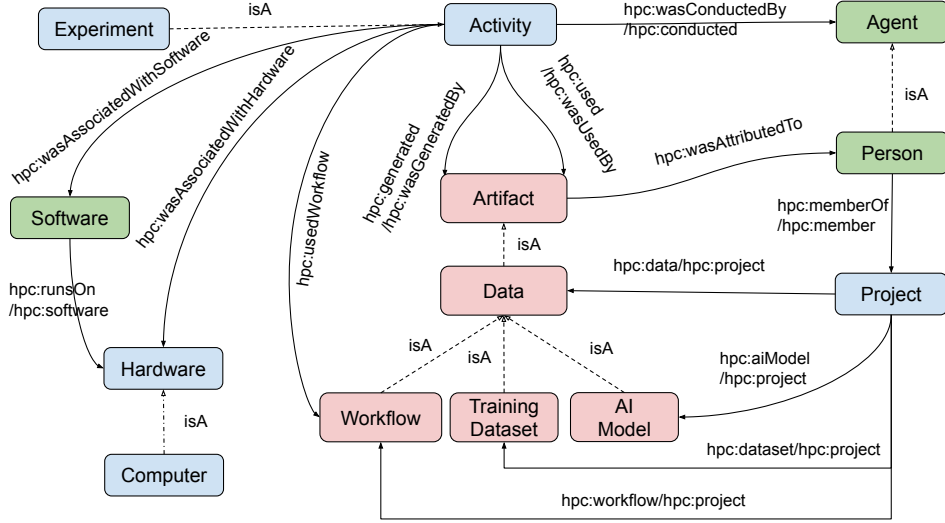 Experiment
isA
Activity
hpc:wasConductedBy
/hpc:conducted
Agent
hpc:wasAssociatedWithSoftware
hpc:wasAssociatedWithHardware
hpc:usedWorkflow
hpc:generated
/hpc:wasGeneratedBy
hpc:used
/hpc:wasUsedBy
isA
hpc:wasAttributedTo
Person
Software
Artifact
hpc:memberOf
/hpc:member
isA
hpc:data/hpc:project
hpc:runsOn
/hpc:software
Data
Project
isA
isA
isA
hpc:aiModel
/hpc:project
Hardware
isA
Workflow
Training
Dataset
AI
Model
hpc:dataset/hpc:project
Computer
hpc:workflow/hpc:project